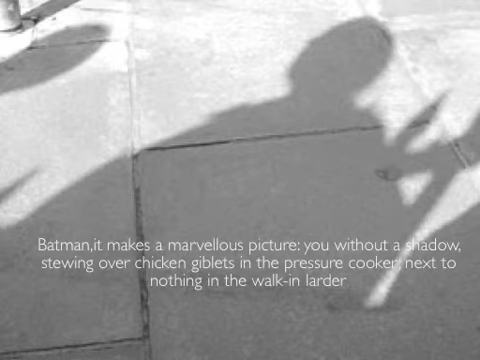 Batman,it makes a marvellous picture: you without a shadow,
stewing over chicken giblets in the pressure cooker; next to
nothing in the walk-in larder